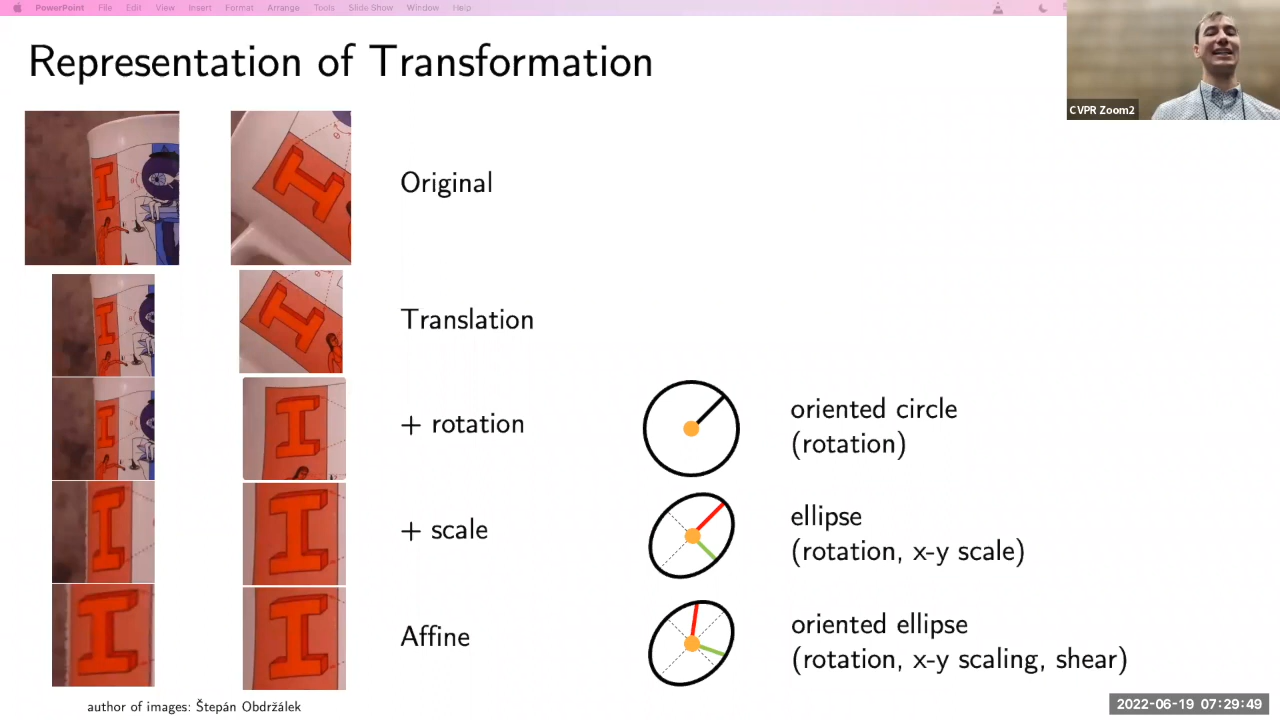 PowerPoint File Edit View Insert Format Arrange Tools Slide Show Window Help
Representation of Transformation
CVPR Zoom2
Original
Translation
+ rotation
oriented circle
(rotation)
+ scale
ellipse
(rotation, x-y scale)
Affine
oriented ellipse
(rotation, x-y scaling, shear)
author of images: Štepán Obdržálek
2022-06-19 07:29:49